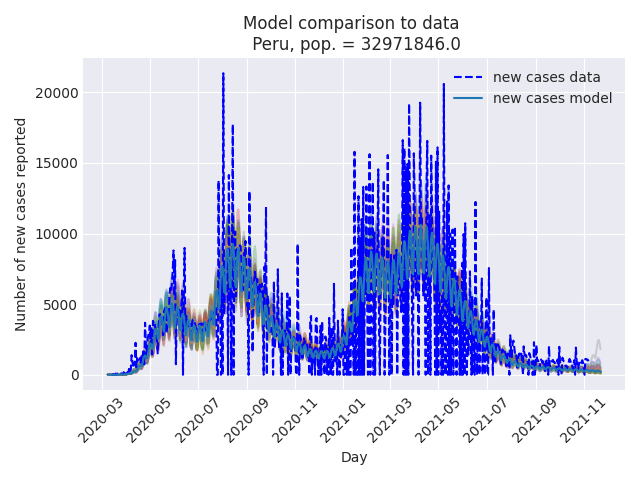 Model comparison to data
Peru, pop. = 32971846.0
new cases data
new cases model
Number of new cases reported
20000
15000
10000
5000
0
2020-03
2020-05
2020-07
2020-09
2020-11
2021-01
2021-03
2021-05
2021-07
2021-09
2021-11
Day